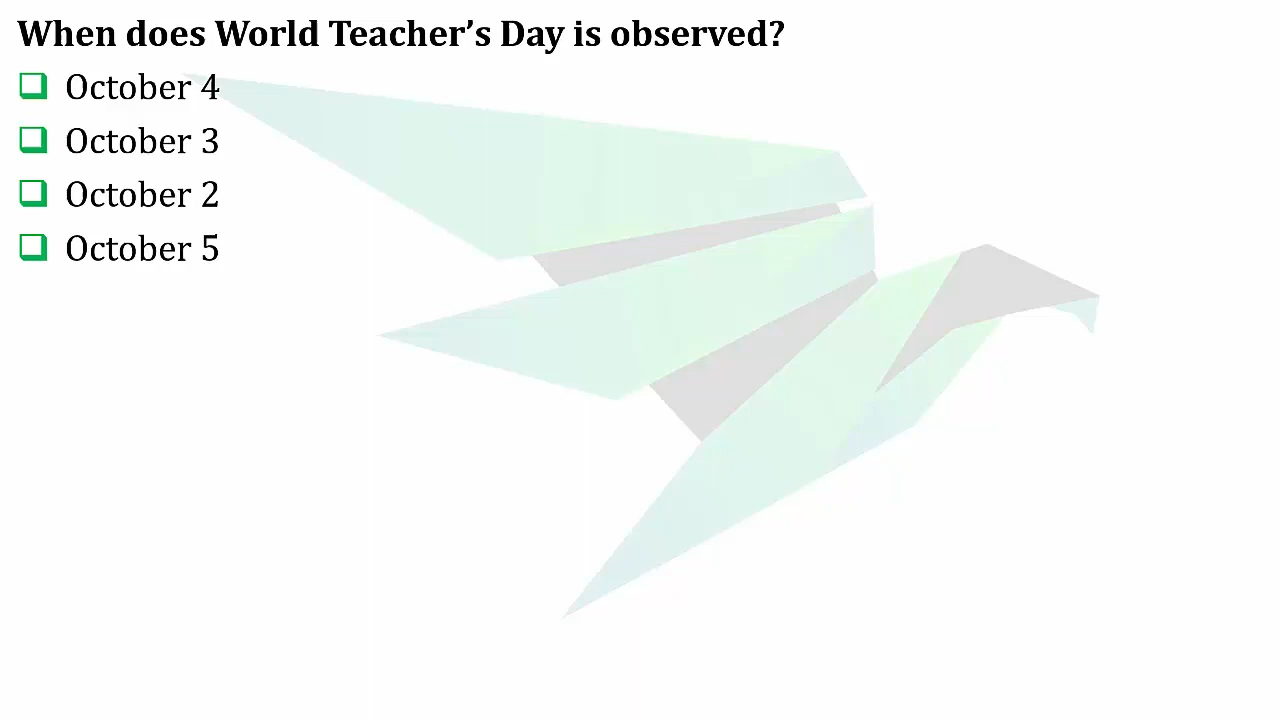 When does World Teacher’s Day is observed?
❑ October 4
❑ October 3
❑ October 2
❑ October 5